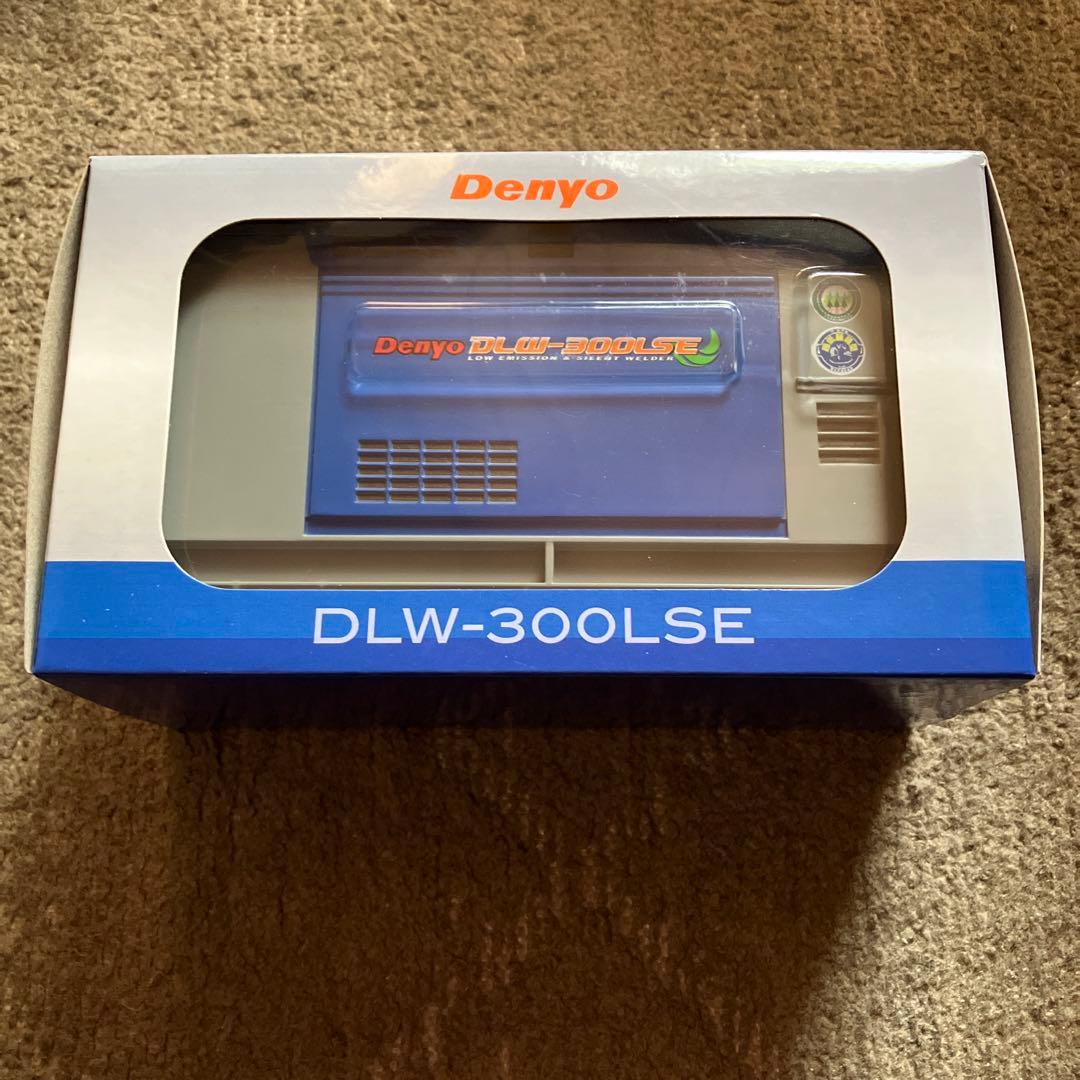 Denyo
Denyo DLW-300LSE
LOW EMISSION & SILENT WELDER
DLW-300LSE